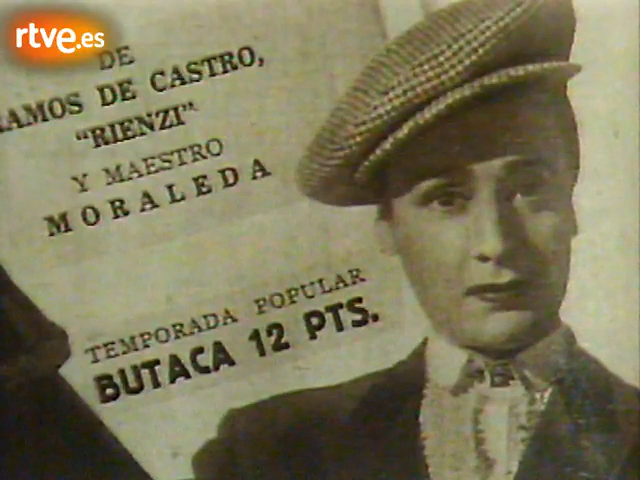 rtve.es
DE
RAMOS DE CASTRO,
"RIENZI"
Y MAESTRO
MORALEDA
TEMPORADA POPULAR
BUTACA 12 PTS.